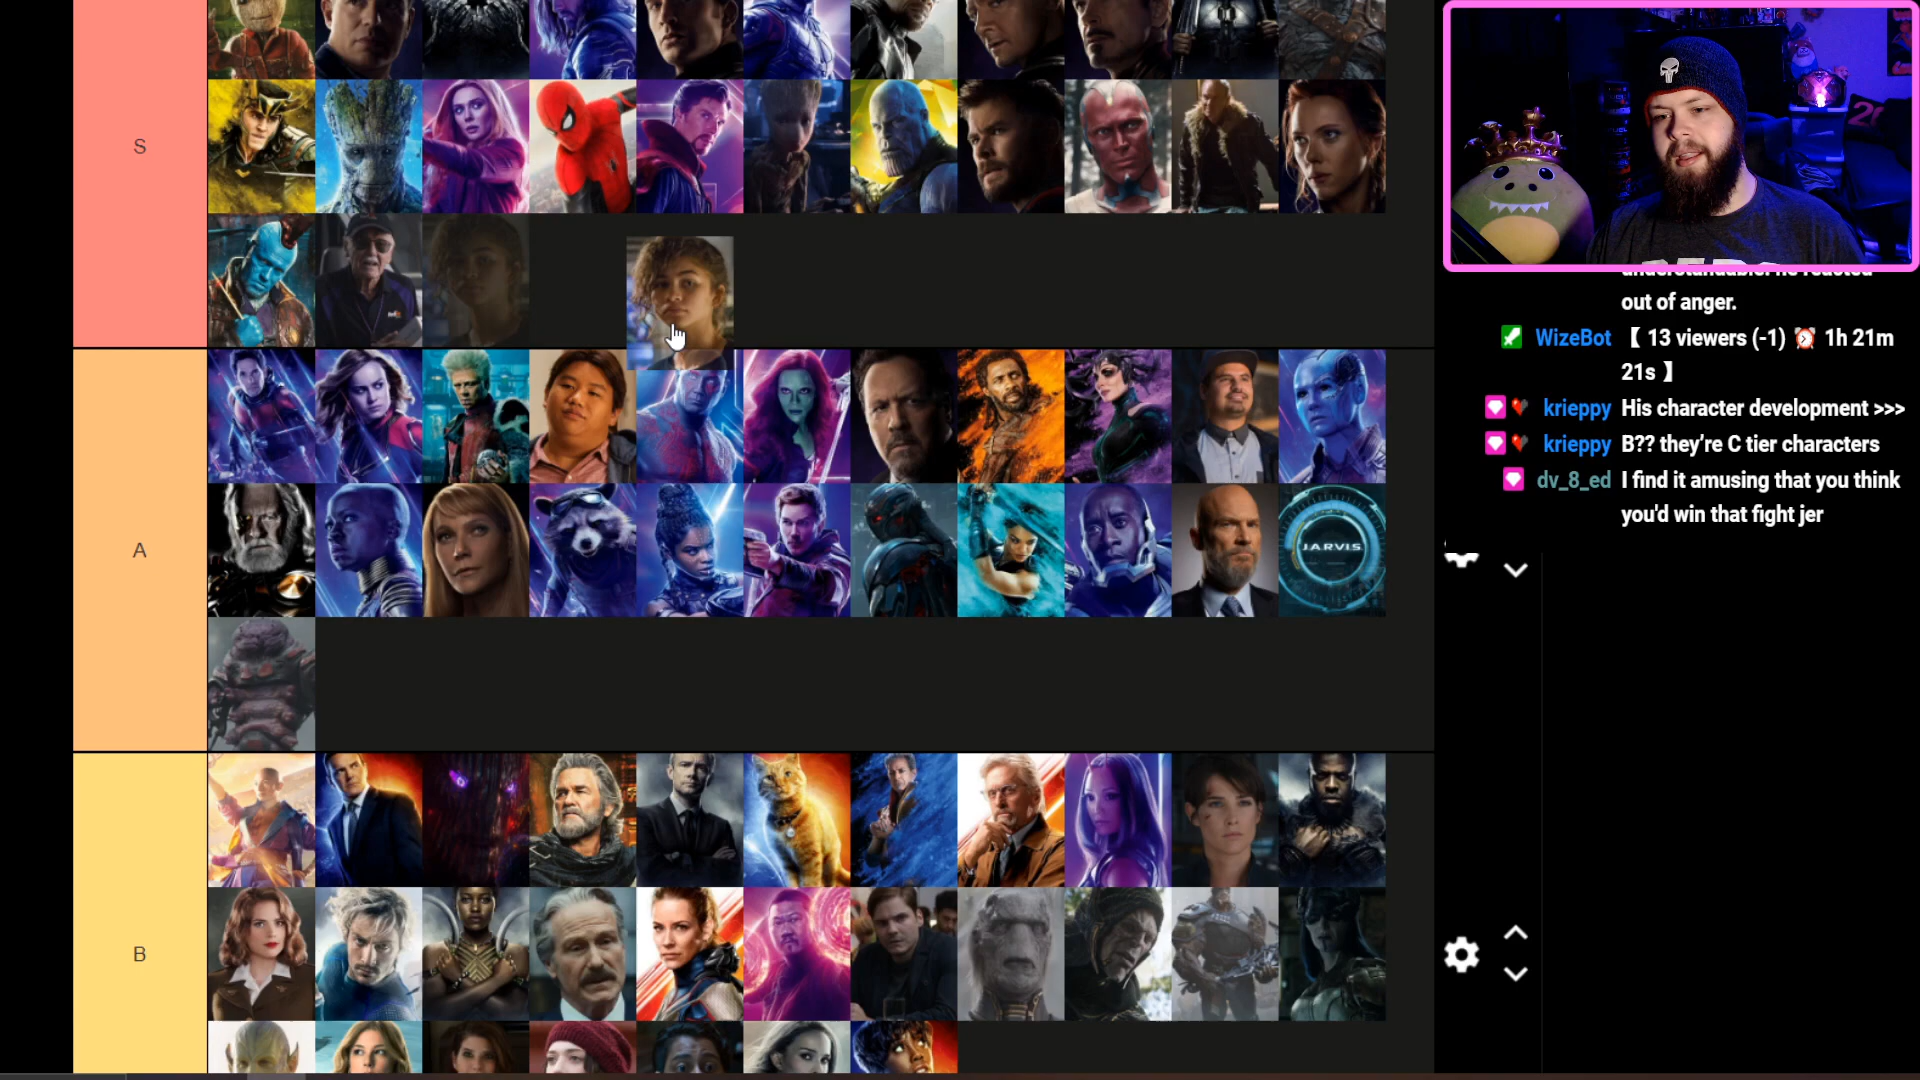 S
A
B
J.A.R.V.I.S.
out of anger.
WizeBot 【 13 viewers (-1) ⏰ 1h 21m
21s 】
krieppy His character development >>>
krieppy B?? they're C tier characters
dv_8_ed I find it amusing that you think
you'd win that fight jer